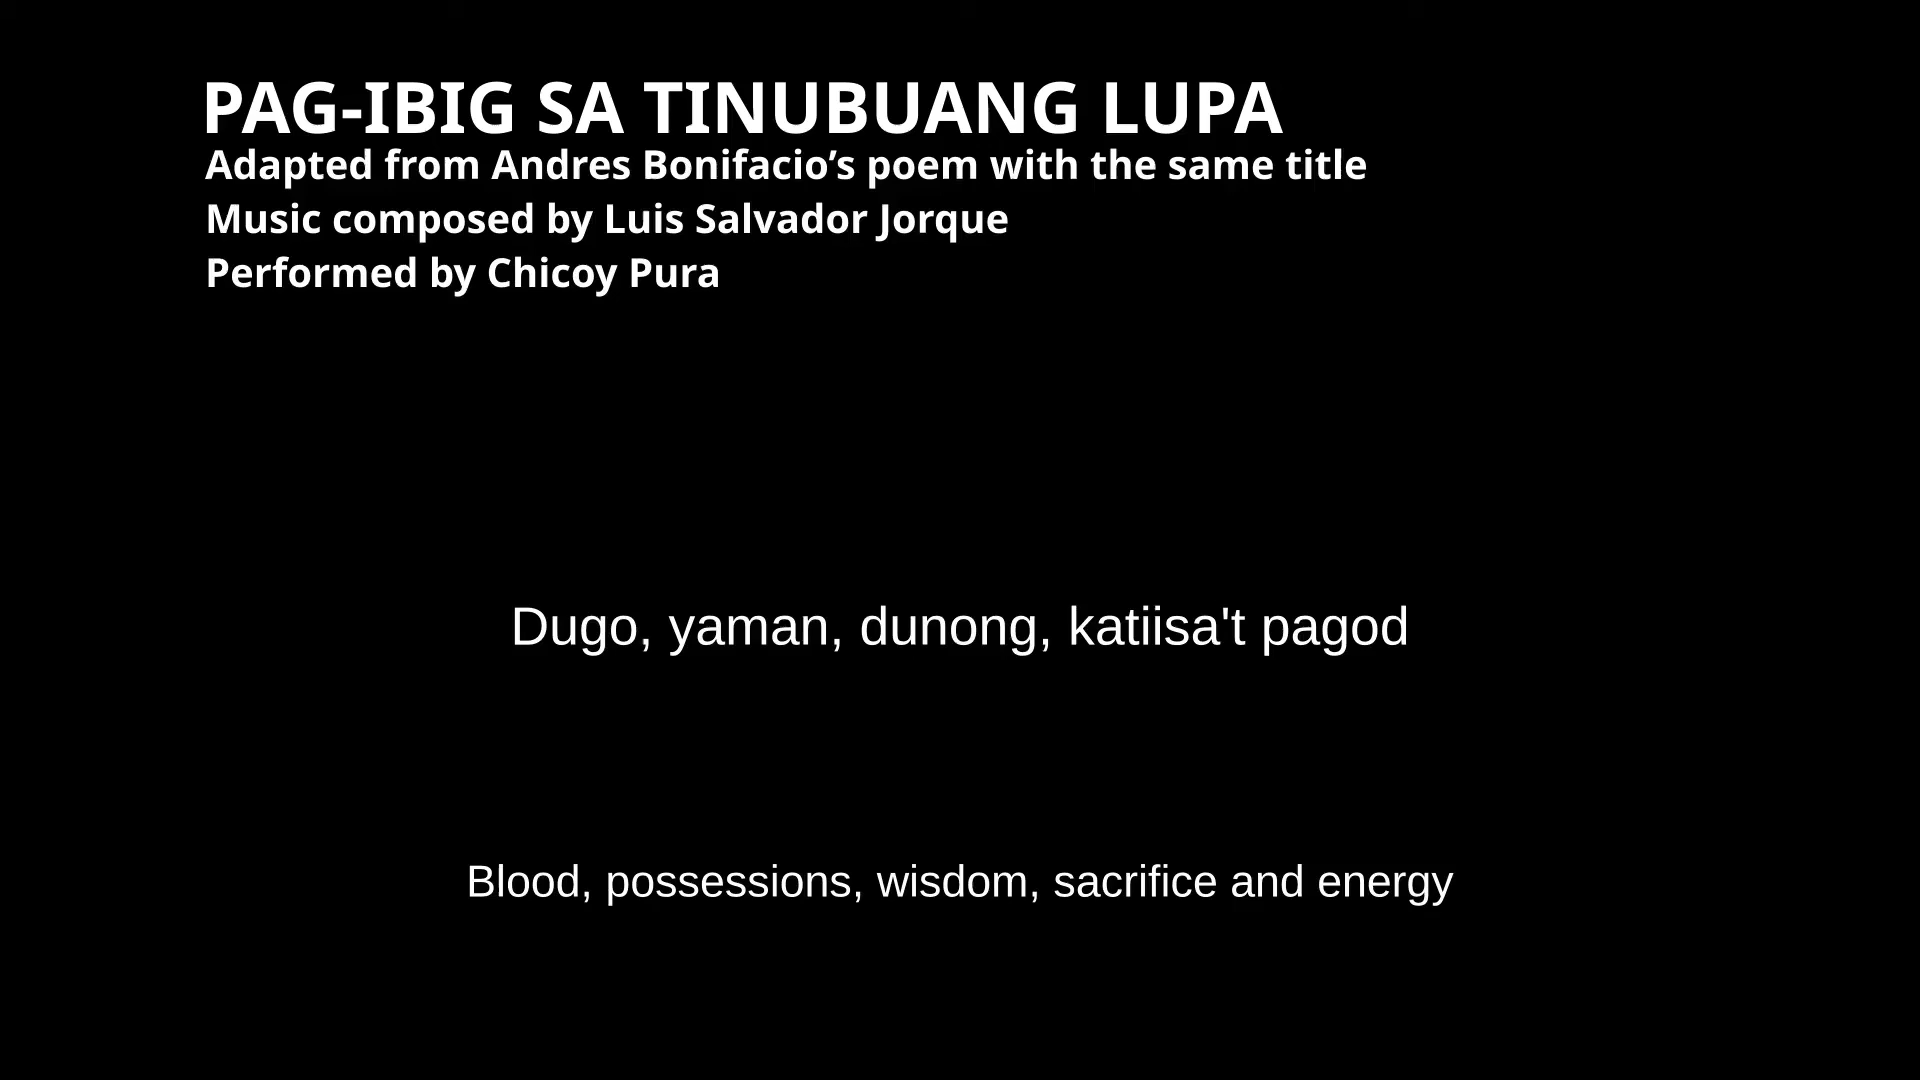 PAG-IBIG SA TINUBUANG LUPA
Adapted from Andres Bonifacio’s poem with the same title
Music composed by Luis Salvador Jorque
Performed by Chicoy Pura
Dugo, yaman, dunong, katiisa't pagod
Blood, possessions, wisdom, sacrifice and energy